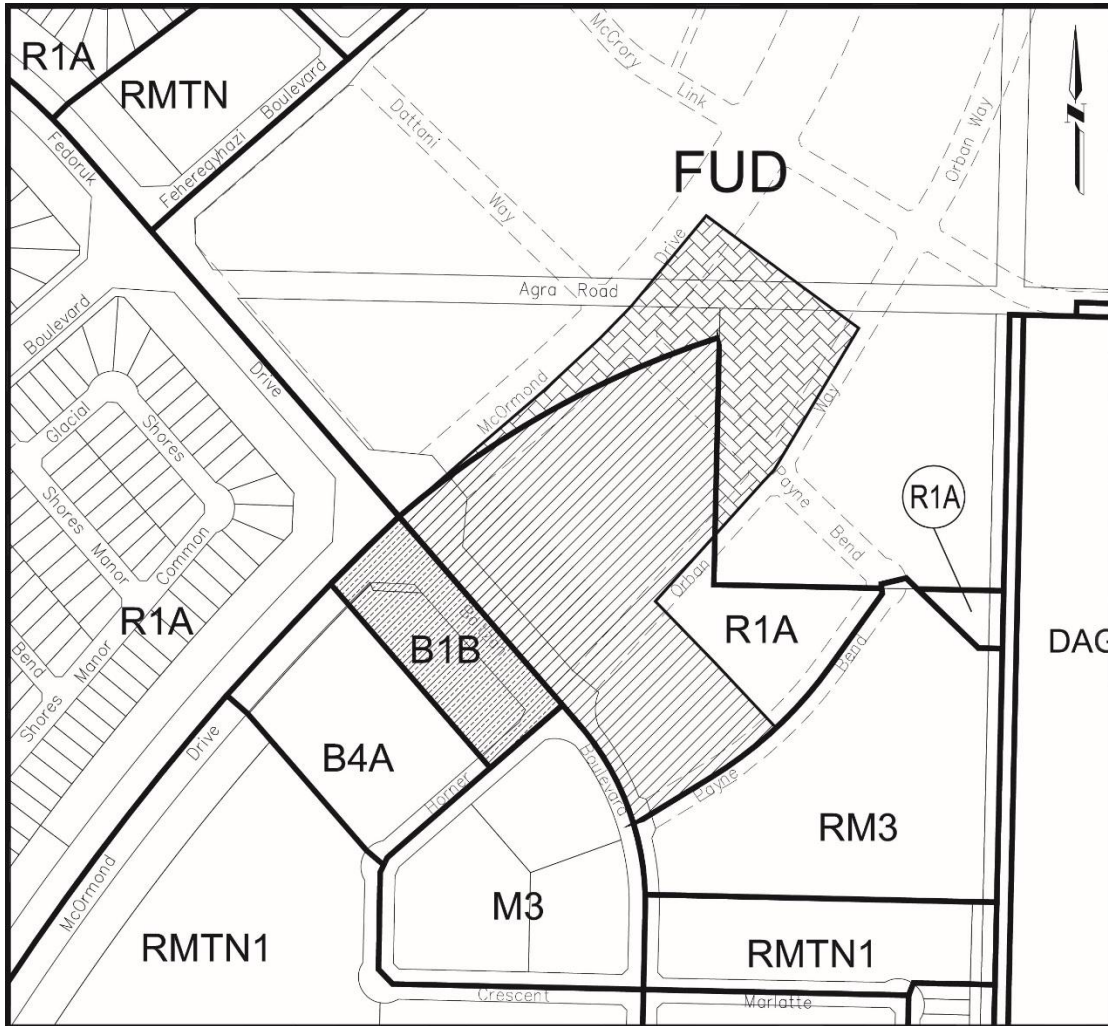 R1A
RMTN
Fehereqyhazi Boulevard
Fedoruk
Drive
McCrory
Link
Dattani
Way
Orban Way
N
FUD
Drive
Agra Road
Boulevard
Glacial
Shores
Shores
Manor
Common
McOrmond
Way
Payne
Bend
R1A
Orban
R1A
R1A
DAG
Bend
Shores Manor
B1B
Bend
Payne
B4A
Drive
Horner
Boulevard
RM3
McOrmond
M3
RMTN1
RMTN1
Crescent
Marlatte